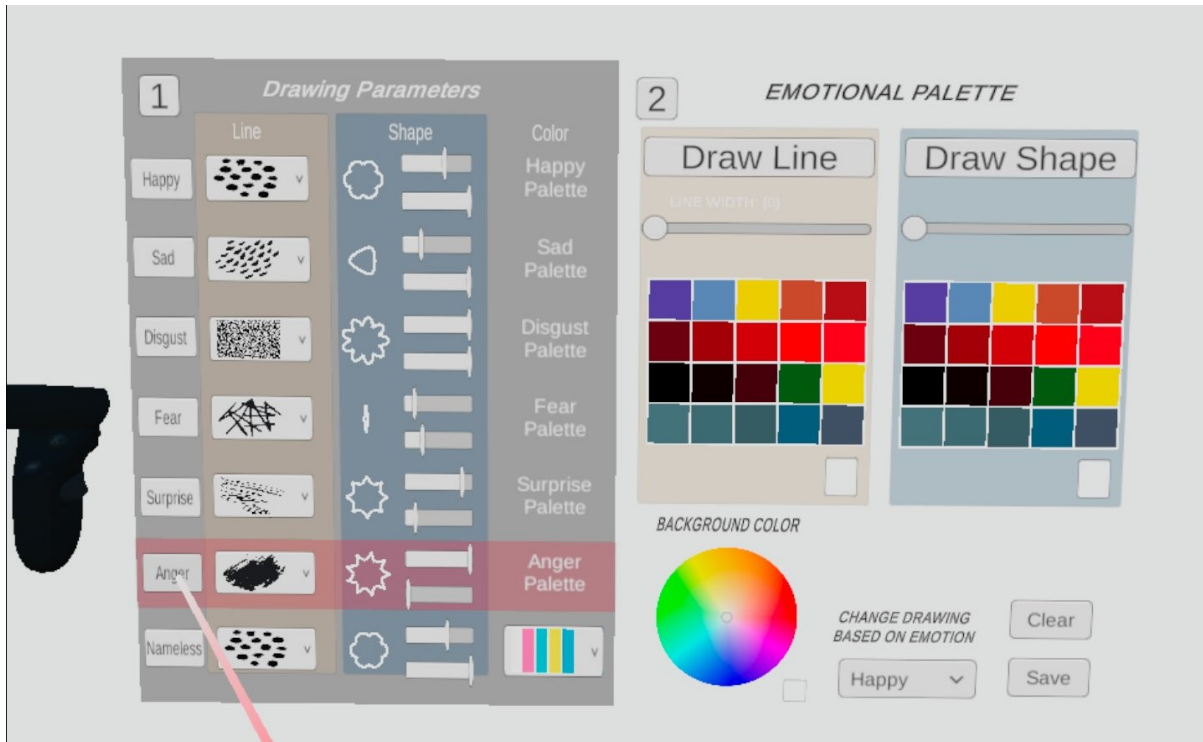 1
Drawing Parameters
Line
Shape
Color
Happy
Happy
Palette
Sad
Sad
Palette
Disgust
Disgust
Palette
Fear
Fear
Palette
Surprise
Surprise
Palette
Anger
Anger
Palette
Nameless
2
EMOTIONAL PALETTE
Draw Line
LINE WIDTH: [0]
Draw Shape
BACKGROUND COLOR
CHANGE DRAWING
BASED ON EMOTION
Happy
Clear
Save